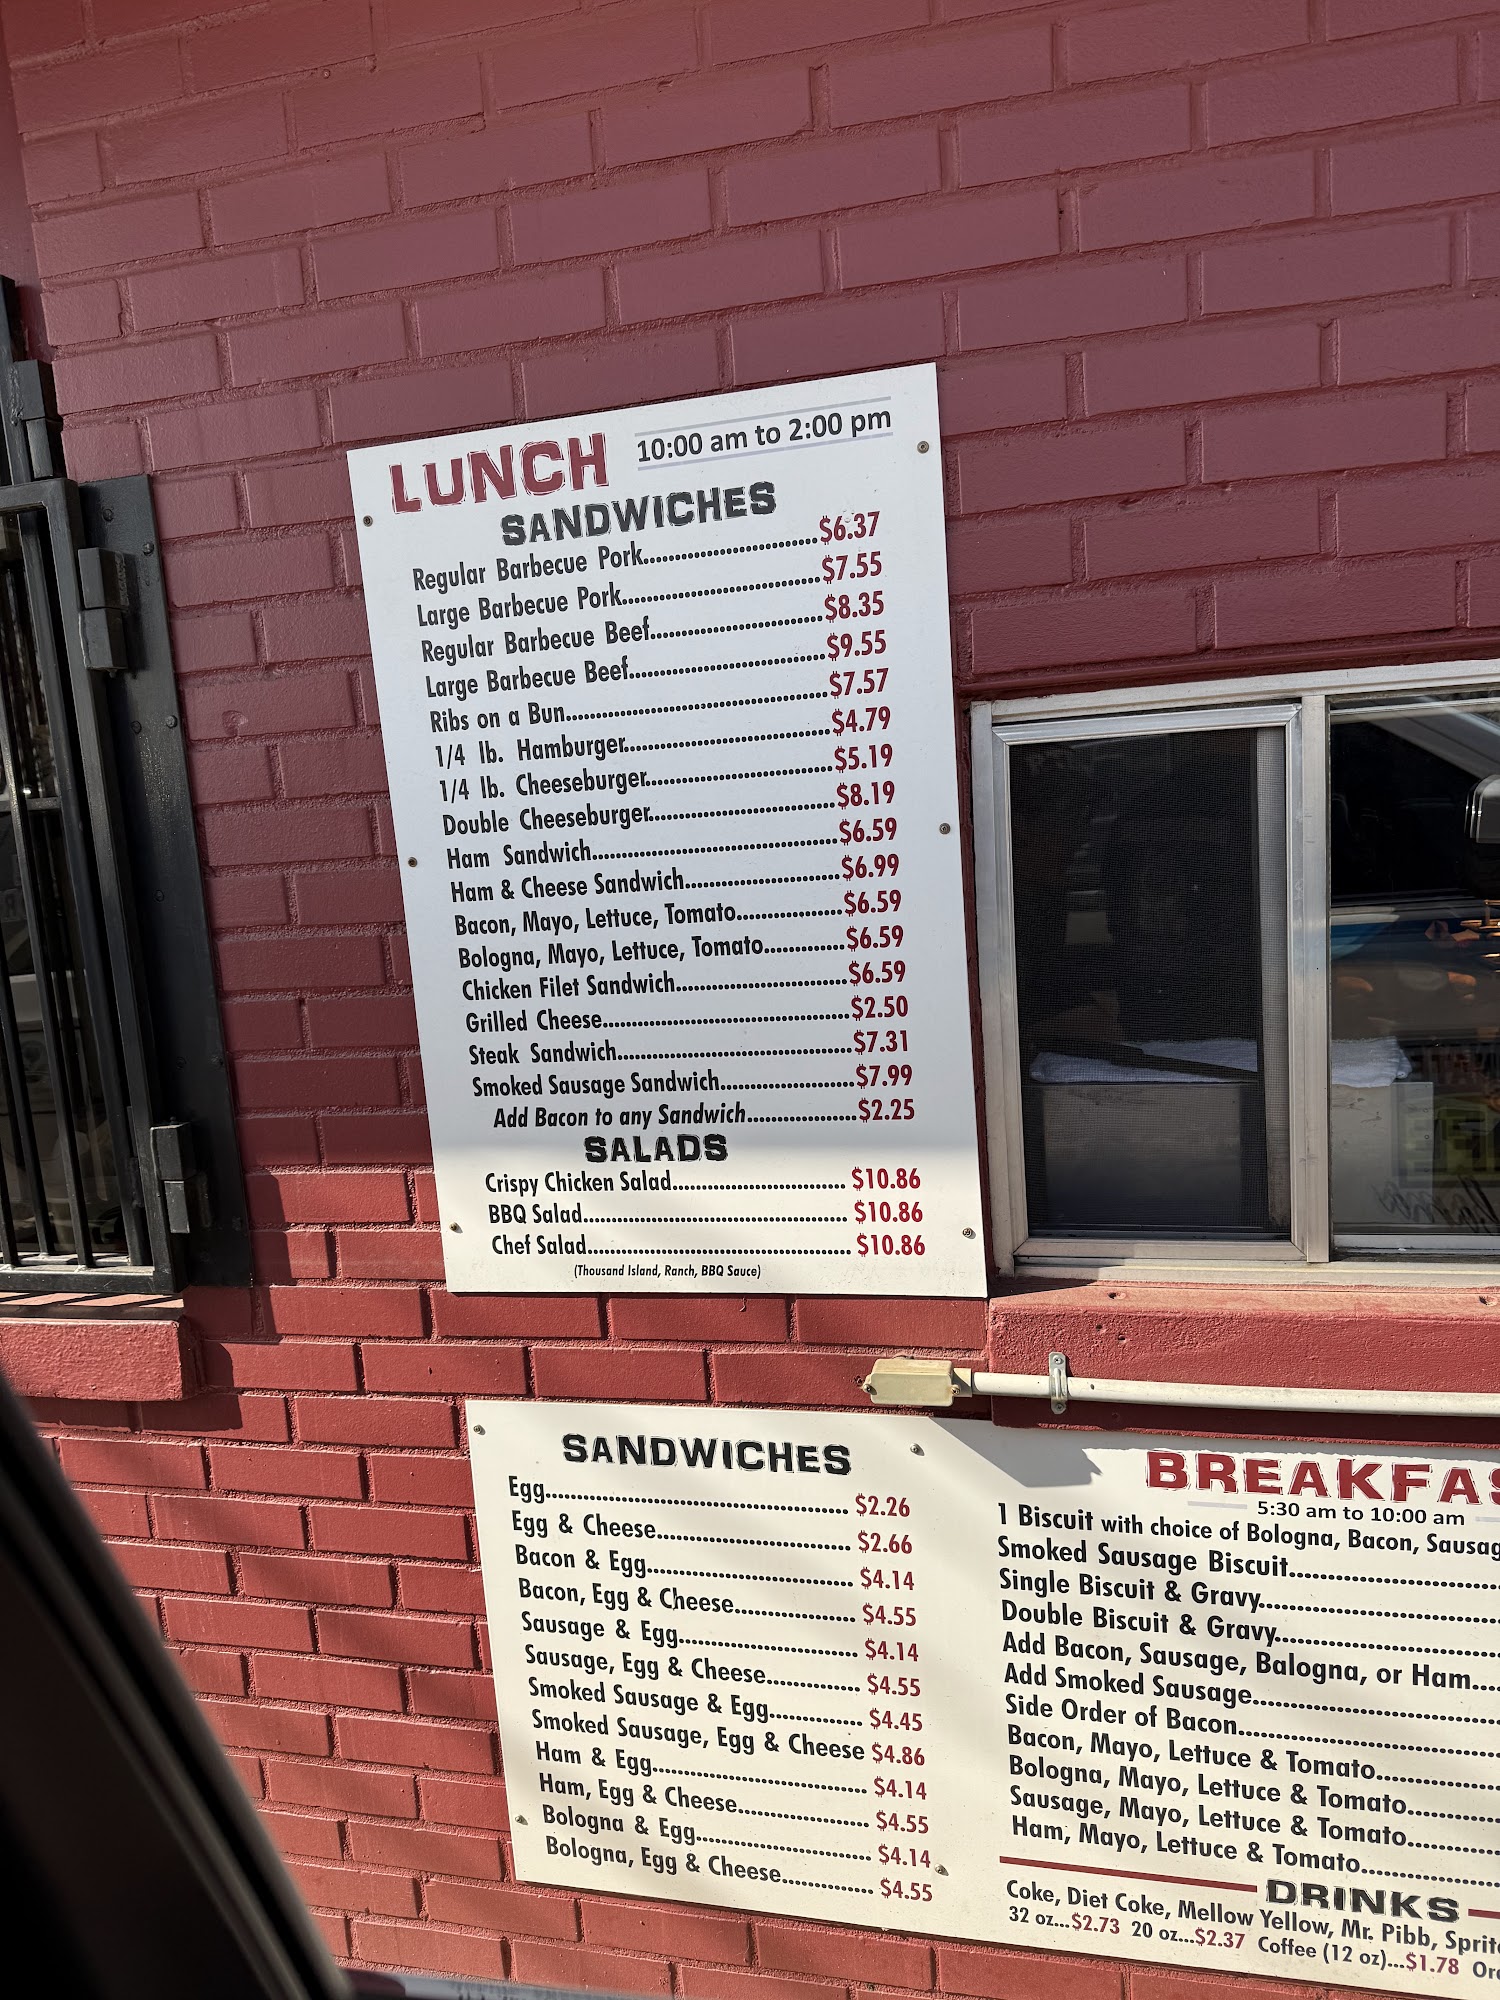 LUNCH 10:00 am to 2:00 pm
SANDWICHES
Regular Barbecue Pork..............................$6.37
Large Barbecue Pork..................................$7.55
Regular Barbecue Beef..............................$8.35
Large Barbecue Beef..................................$9.55
Ribs on a Bun.............................................$7.57
1/4 lb. Hamburger....................................$4.79
1/4 lb. Cheeseburger.................................$5.19
Double Cheeseburger.................................$8.19
Ham Sandwich...........................................$6.59
Ham & Cheese Sandwich...........................$6.99
Bacon, Mayo, Lettuce, Tomato...................$6.59
Bologna, Mayo, Lettuce, Tomato..............$6.59
Chicken Filet Sandwich..............................$6.59
Grilled Cheese...........................................$2.50
Steak Sandwich.........................................$7.31
Smoked Sausage Sandwich.......................$7.99
Add Bacon to any Sandwich...................$2.25
SALADS
Crispy Chicken Salad.............................. $10.86
BBQ Salad.............................................. $10.86
Chef Salad.............................................. $10.86
(Thousand Island, Ranch, BBQ Sauce)
SANDWICHES
Egg.................................................... $2.26
Egg & Cheese.................................. $2.66
Bacon & Egg.................................... $4.14
Bacon, Egg & Cheese.................... $4.55
Sausage & Egg............................... $4.14
Sausage, Egg & Cheese................ $4.55
Smoked Sausage & Egg............... $4.45
Smoked Sausage, Egg & Cheese $4.86
Ham & Egg..................................... $4.14
Ham, Egg & Cheese...................... $4.55
Bologna & Egg.............................. $4.14
Bologna, Egg & Cheese............... $4.55
BREAKFAS
5:30 am to 10:00 am
1 Biscuit with choice of Bologna, Bacon, Sausag
Smoked Sausage Biscuit....................................
Single Biscuit & Gravy.........................................
Double Biscuit & Gravy......................................
Add Bacon, Sausage, Balogna, or Ham....
Add Smoked Sausage.........................................
Side Order of Bacon...........................................
Bacon, Mayo, Lettuce & Tomato....................
Bologna, Mayo, Lettuce & Tomato...............
Sausage, Mayo, Lettuce & Tomato...............
Ham, Mayo, Lettuce & Tomato.......................
DRINKS
Coke, Diet Coke, Mellow Yellow, Mr. Pibb, Sprit
32 oz...$2.73 20 oz...$2.37 Coffee (12 oz)...$1.78 Or